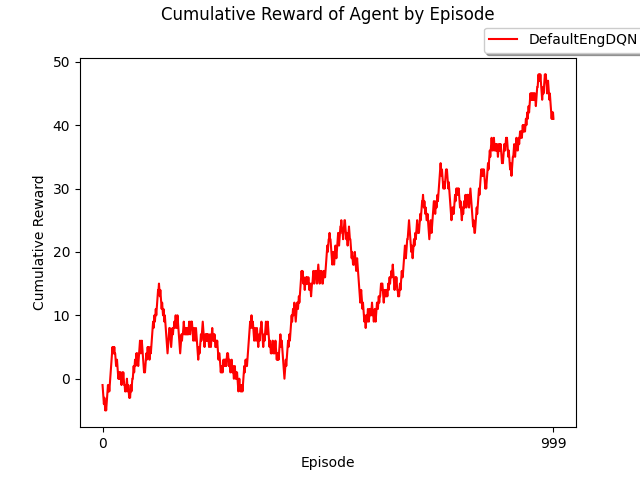 Cumulative Reward of Agent by Episode
DefaultEngDQN
50
40
30
20
10
0
Cumulative Reward
0
999
Episode